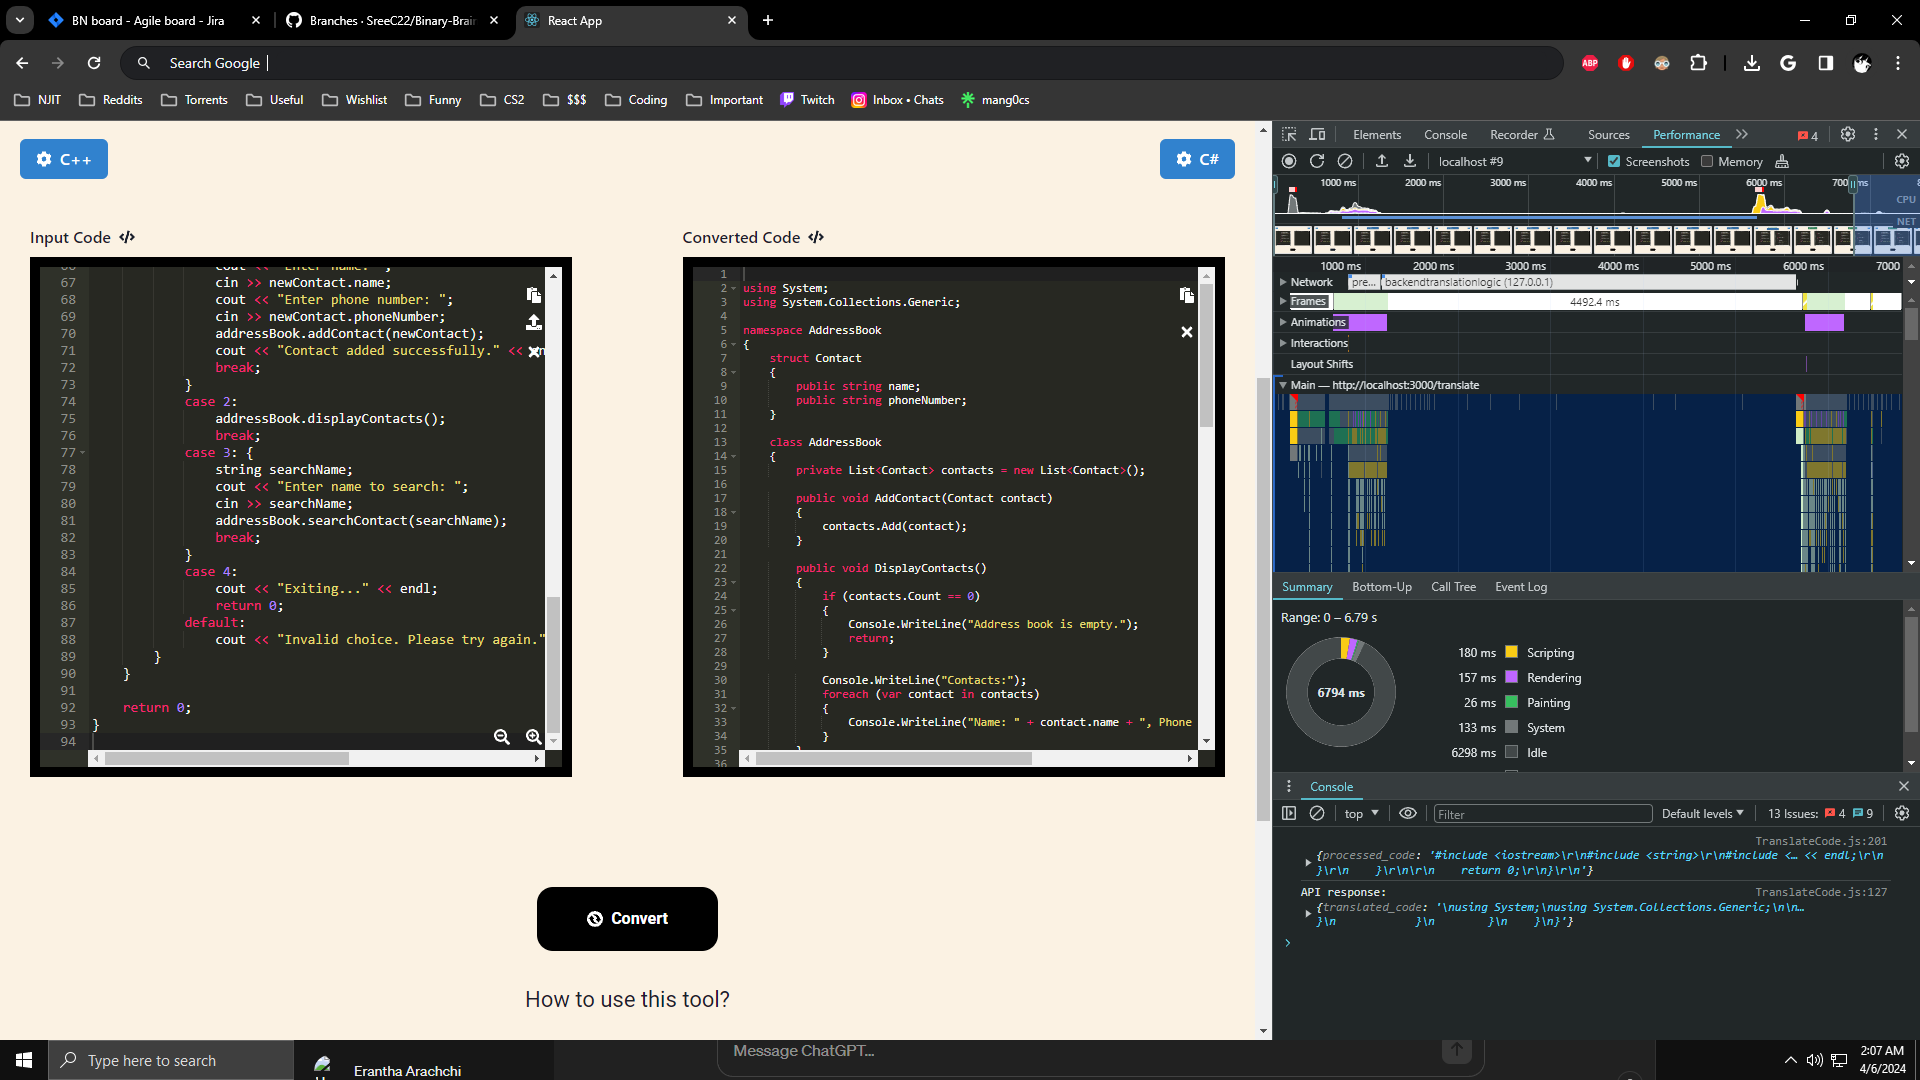 BN board - Agile board - Jira
Branches · SreeC22/Binary-Brain
React App
Search Google
NJIT
Reddits
Torrents
Useful
Wishlist
Funny
CS2
$$$
Coding
Important
Twitch
Inbox • Chats
mang0cs
C++
C#
Input Code
67 cin >> newContact.name;
68 cout << "Enter phone number: ";
69 cin >> newContact.phoneNumber;
70 addressBook.addContact(newContact);
71 cout << "Contact added successfully." <<
72 break;
73 }
74 case 2:
75 addressBook.displayContacts();
76 break;
77 case 3: {
78 string searchName;
79 cout << "Enter name to search: ";
80 cin >> searchName;
81 addressBook.searchContact(searchName);
82 break;
83 }
84 case 4:
85 cout << "Exiting..." << endl;
86 return 0;
87 default:
88 cout << "Invalid choice. Please try again."
89 }
90 }
91
92 return 0;
93 }
94
Converted Code
1
2 using System;
3 using System.Collections.Generic;
4
5 namespace AddressBook
6 {
7 struct Contact
8 {
9 public string name;
10 public string phoneNumber;
11 }
12
13 class AddressBook
14 {
15 private List<Contact> contacts = new List<Contact>();
16
17 public void AddContact(Contact contact)
18 {
19 contacts.Add(contact);
20 }
21
22 public void DisplayContacts()
23 {
24 if (contacts.Count == 0)
25 {
26 Console.WriteLine("Address book is empty.");
27 return;
28 }
29
30 Console.WriteLine("Contacts:");
31 foreach (var contact in contacts)
32 {
33 Console.WriteLine("Name: " + contact.name + ", Phone
34 }
35
36
Convert
How to use this tool?
Elements
Console
Recorder
Sources
Performance
4
localhost #9
Screenshots
Memory
1000 ms
2000 ms
3000 ms
4000 ms
5000 ms
6000 ms
CPU
NET
1000 ms
2000 ms
3000 ms
4000 ms
5000 ms
6000 ms
7000
Network
pre...
backendtranslationlogic (127.0.0.1)
Frames
4492.4 ms
Animations
Interactions
Layout Shifts
Main — http://localhost:3000/translate
Summary
Bottom-Up
Call Tree
Event Log
Range: 0 – 6.79 s
6794 ms
180 ms Scripting
157 ms Rendering
26 ms Painting
133 ms System
6298 ms Idle
Console
top
Filter
Default levels
13 Issues: 4 9
TranslateCode.js:201
{processed_code: '#include <iostream>\r\n#include <string>\r\n#include <… << endl;\r\n
}\r\n }\r\n\r\n return 0;\r\n}\r\n'}
API response:
TranslateCode.js:127
{translated_code: '\nusing System;\nusing System.Collections.Generic;\n\n…
}\n }\n }\n }\n}'}
Type here to search
Erantha Arachchi
Message ChatGPT...
2:07 AM
4/6/2024